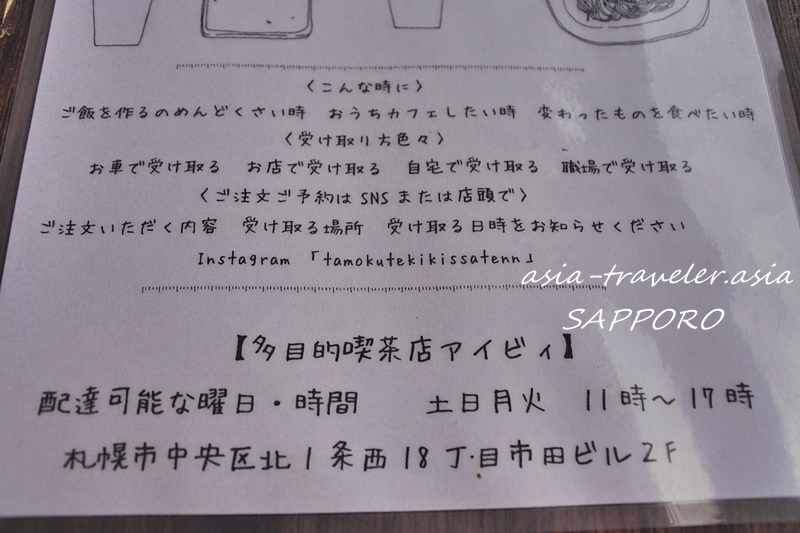 〈こんな時に〉
ご飯を作るのめんどくさい時　おうちカフェしたい時　変わったものを食べたい時
〈受け取り方色々〉
お車で受け取る　お店で受け取る　自宅で受け取る　職場で受け取る
〈ご注文ご予約はSNSまたは店頭で〉
ご注文いただく内容　受け取る場所　受け取る日時をお知らせください
Instagram 「tamokutekikissatenn」
asia-traveler.asia
SAPPORO
【多目的喫茶店アイビィ】
配達可能な曜日・時間　土日月火　11時〜17時
札幌市中央区北1条西18丁目市田ビル2F